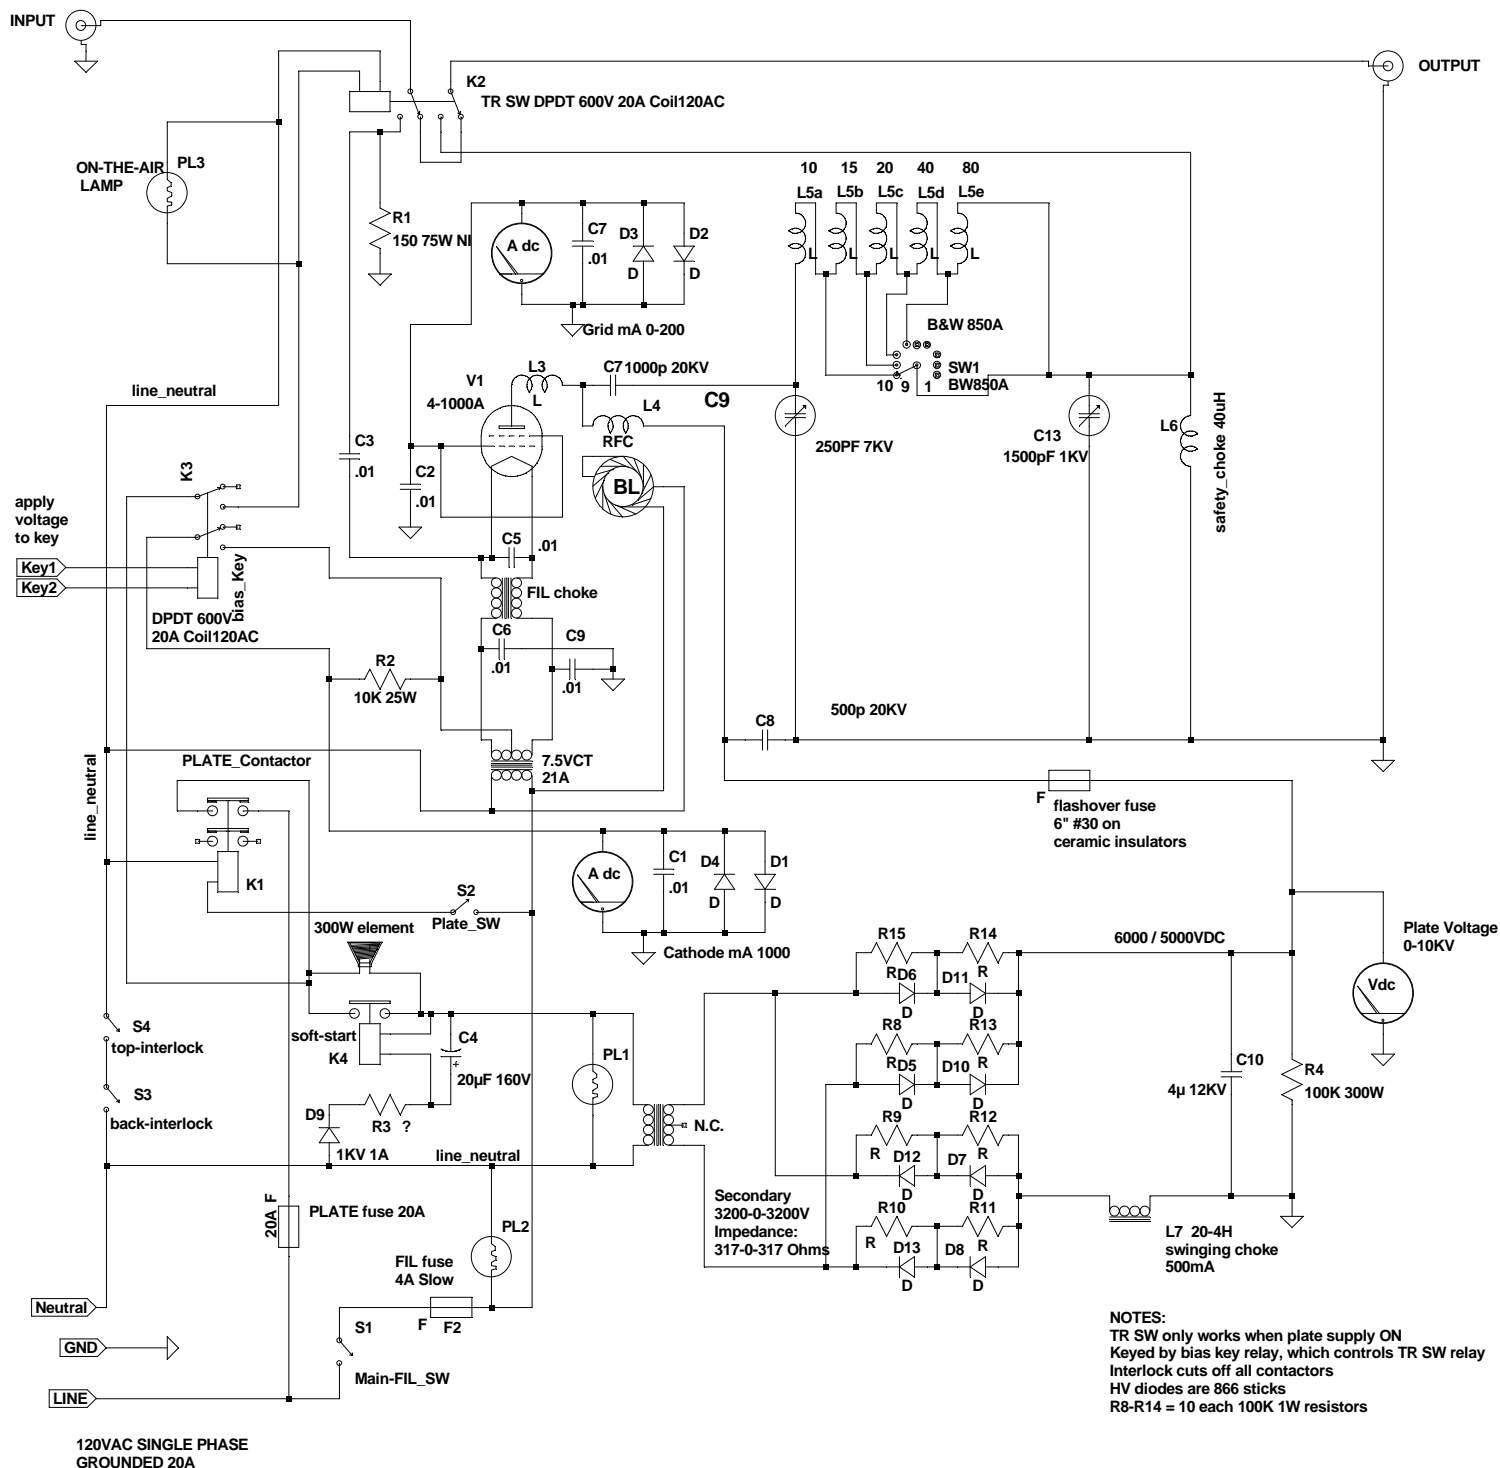 INPUT
OUTPUT
K2
TR SW DPDT 600V 20A Coil120AC
ON-THE-AIR
LAMP
PL3
R1
150 75W NI
A dc
C7
.01
D3
D
D2
D
Grid mA 0-200
10
15
20
40
80
L5a
L5b
L5c
L5d
L5e
L
L
L
L
L
B&W 850A
SW1
BW850A
10
9
1
line_neutral
V1
4-1000A
L3
L
C7
1000p 20KV
C9
L4
RFC
250PF 7KV
C13
1500pF 1KV
L6
safety_choke 40uH
C3
.01
C2
.01
BL
K3
apply
voltage
to key
Key1
Key2
bias_Key
DPDT 600V
20A Coil120AC
C5
.01
FIL choke
C6
.01
C9
.01
R2
10K 25W
500p 20KV
C8
7.5VCT
21A
PLATE_Contactor
line_neutral
K1
F
flashover fuse
6" #30 on
ceramic insulators
A dc
C1
.01
D4
D
D1
D
Cathode mA 1000
S2
Plate_SW
300W element
soft-start
K4
C4
+
20µF 160V
PL1
R3
?
D9
1KV 1A
line_neutral
S4
top-interlock
S3
back-interlock
N.C.
Secondary
3200-0-3200V
Impedance:
317-0-317 Ohms
R15
R
R14
R
D6
D
D11
D
R8
R
R13
R
D5
D
D10
D
R9
R
R12
R
D12
D
D7
D
R10
R
R11
R
D13
D
D8
D
6000 / 5000VDC
Plate Voltage
0-10KV
Vdc
C10
4µ 12KV
R4
100K 300W
L7 20-4H
swinging choke
500mA
20A_F
PLATE fuse 20A
PL2
FIL fuse
4A Slow
F
F2
S1
Main-FIL_SW
Neutral
GND
LINE
120VAC SINGLE PHASE
GROUNDED 20A
NOTES:
TR SW only works when plate supply ON
Keyed by bias key relay, which controls TR SW relay
Interlock cuts off all contactors
HV diodes are 866 sticks
R8-R14 = 10 each 100K 1W resistors